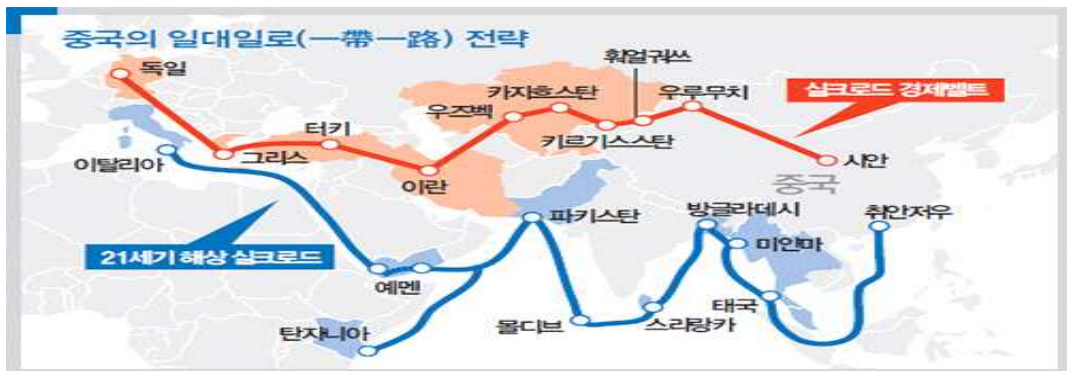 중국의 일대일로(一帶一路) 전략
독일
훠얼궈쓰
카자흐스탄
우루무치
실크로드 경제벨트
우즈벡
터키
키르기스스탄
이탈리아
그리스
시안
이란
중국
파키스탄
방글라데시
취안저우
미얀마
21세기 해상 실크로드
예멘
태국
탄자니아
몰디브
스리랑카